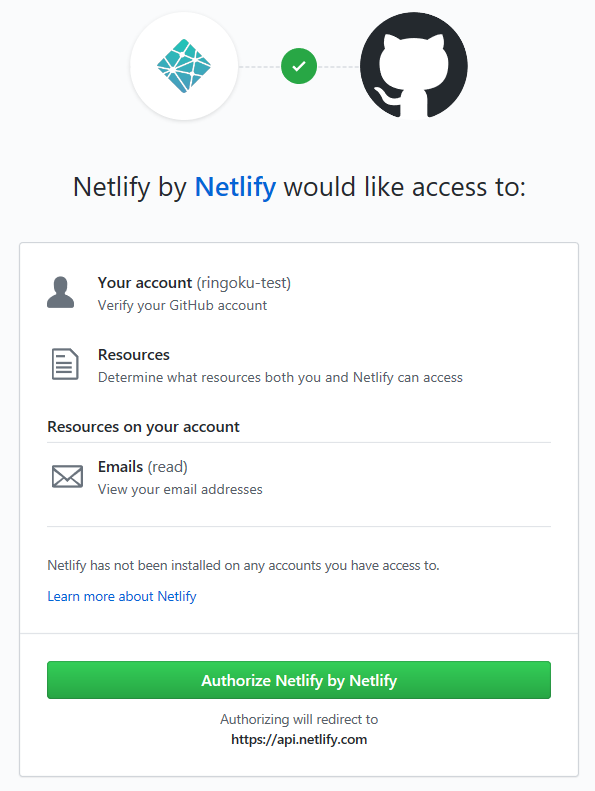 Netlify by Netlify would like access to:
Your account (ringoku-test)
Verify your GitHub account
Resources
Determine what resources both you and Netlify can access
Resources on your account
Emails (read)
View your email addresses
Netlify has not been installed on any accounts you have access to.
Learn more about Netlify
Authorize Netlify by Netlify
Authorizing will redirect to
https://api.netlify.com